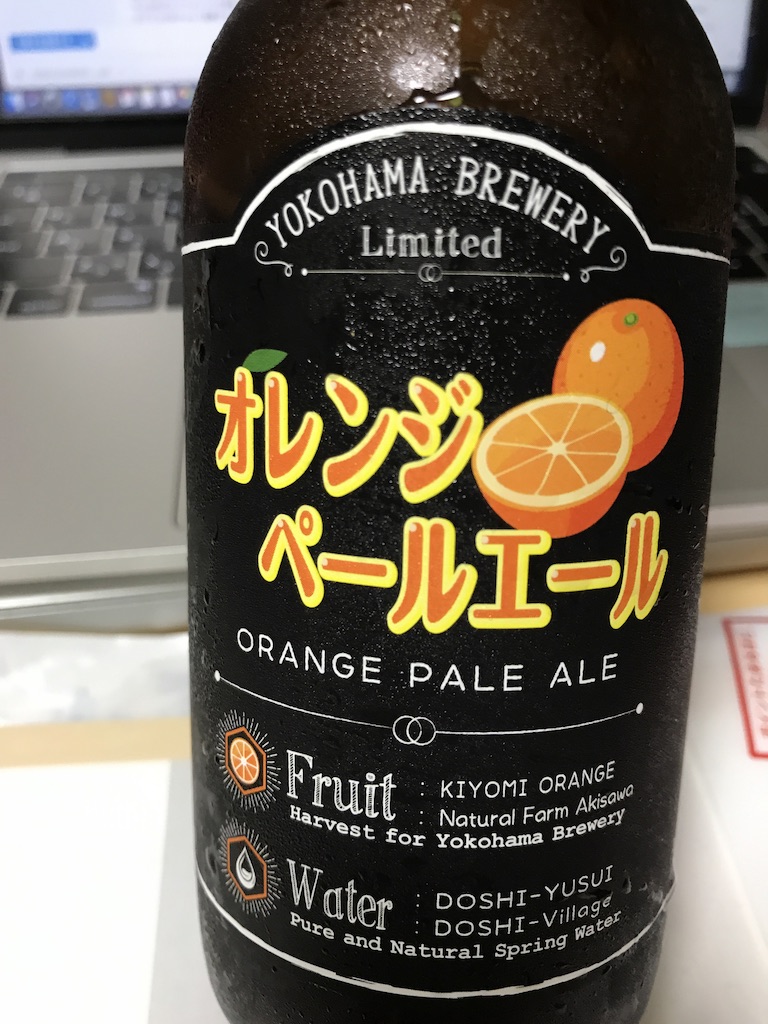 YOKOHAMA BREWERY
Limited
オレンジ
ペールエール
ORANGE PALE ALE
Fruit : KIYOMI ORANGE
: Natural Farm Akisawa
Harvest for Yokohama Brewery
Water : DOSHI-YUSUI
: DOSHI-Village
Pure and Natural Spring Water